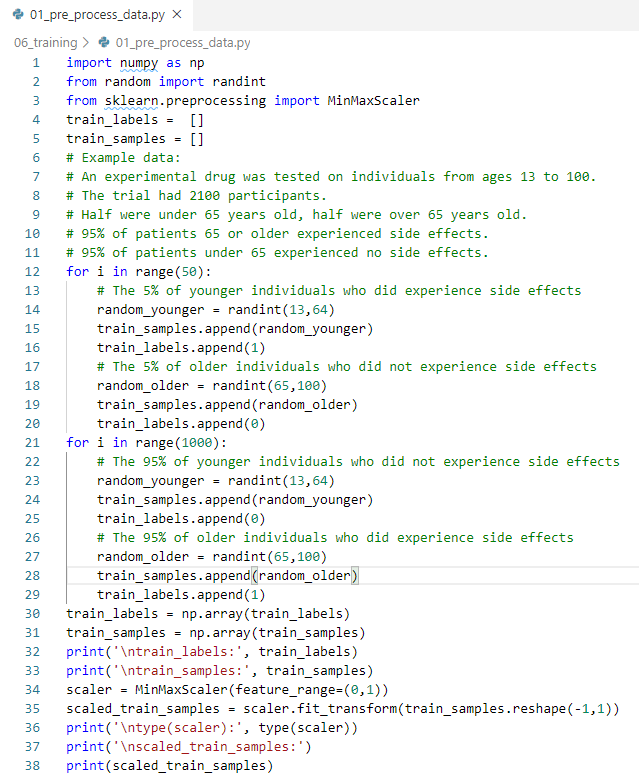 01_pre_process_data.py ×
06_training > 01_pre_process_data.py
1 import numpy as np
2 from random import randint
3 from sklearn.preprocessing import MinMaxScaler
4 train_labels =  []
5 train_samples = []
6 # Example data:
7 # An experimental drug was tested on individuals from ages 13 to 100.
8 # The trial had 2100 participants.
9 # Half were under 65 years old, half were over 65 years old.
10 # 95% of patients 65 or older experienced side effects.
11 # 95% of patients under 65 experienced no side effects.
12 for i in range(50):
13     # The 5% of younger individuals who did experience side effects
14     random_younger = randint(13,64)
15     train_samples.append(random_younger)
16     train_labels.append(1)
17     # The 5% of older individuals who did not experience side effects
18     random_older = randint(65,100)
19     train_samples.append(random_older)
20     train_labels.append(0)
21 for i in range(1000):
22     # The 95% of younger individuals who did not experience side effects
23     random_younger = randint(13,64)
24     train_samples.append(random_younger)
25     train_labels.append(0)
26     # The 95% of older individuals who did experience side effects
27     random_older = randint(65,100)
28     train_samples.append(random_older)
29     train_labels.append(1)
30 train_labels = np.array(train_labels)
31 train_samples = np.array(train_samples)
32 print('\ntrain_labels:', train_labels)
33 print('\ntrain_samples:', train_samples)
34 scaler = MinMaxScaler(feature_range=(0,1))
35 scaled_train_samples = scaler.fit_transform(train_samples.reshape(-1,1))
36 print('\ntype(scaler):', type(scaler))
37 print('\nscaled_train_samples:')
38 print(scaled_train_samples)